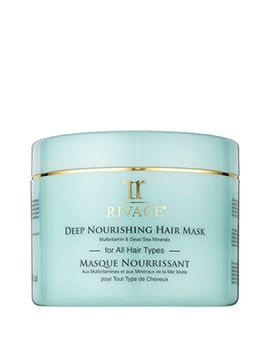 RIVAGE®
DEEP NOURISHING HAIR MASK
Multivitamin & Dead Sea Minerals
for All Hair Types
MASQUE NOURRISSANT
Aux Multivitamines et aux Minéraux de la Mer Morte
pour Tout Type de Cheveux